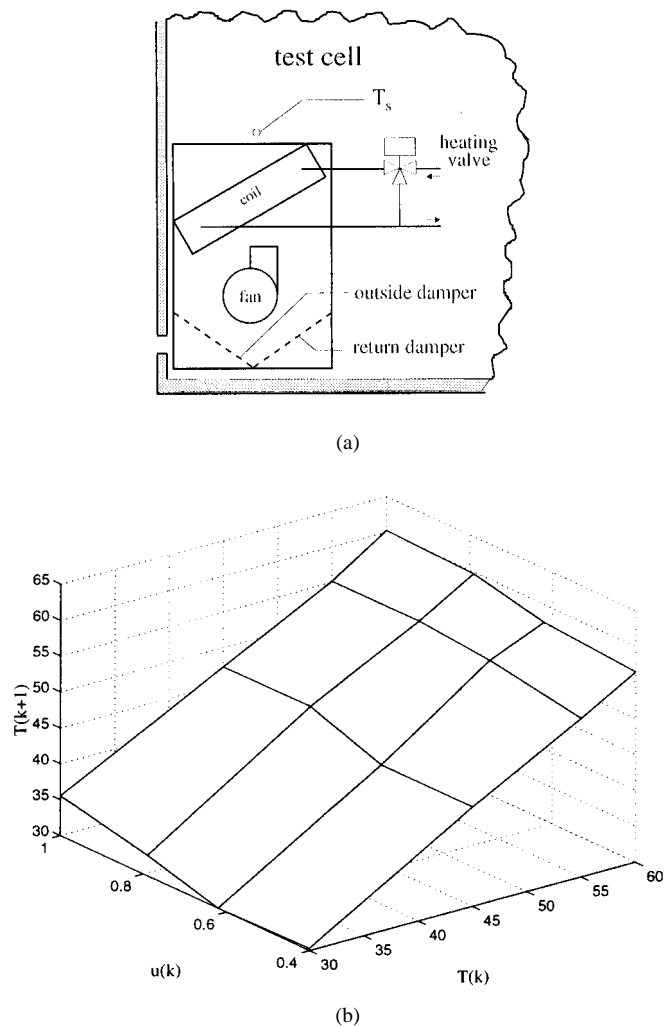 test cell
T_s
heating
valve
coil
fan
outside damper
return damper
(a)
65
60
55
50
45
40
35
30
T(k+1)
1
0.8
0.6
0.4
u(k)
30
35
40
45
50
55
60
T(k)
(b)